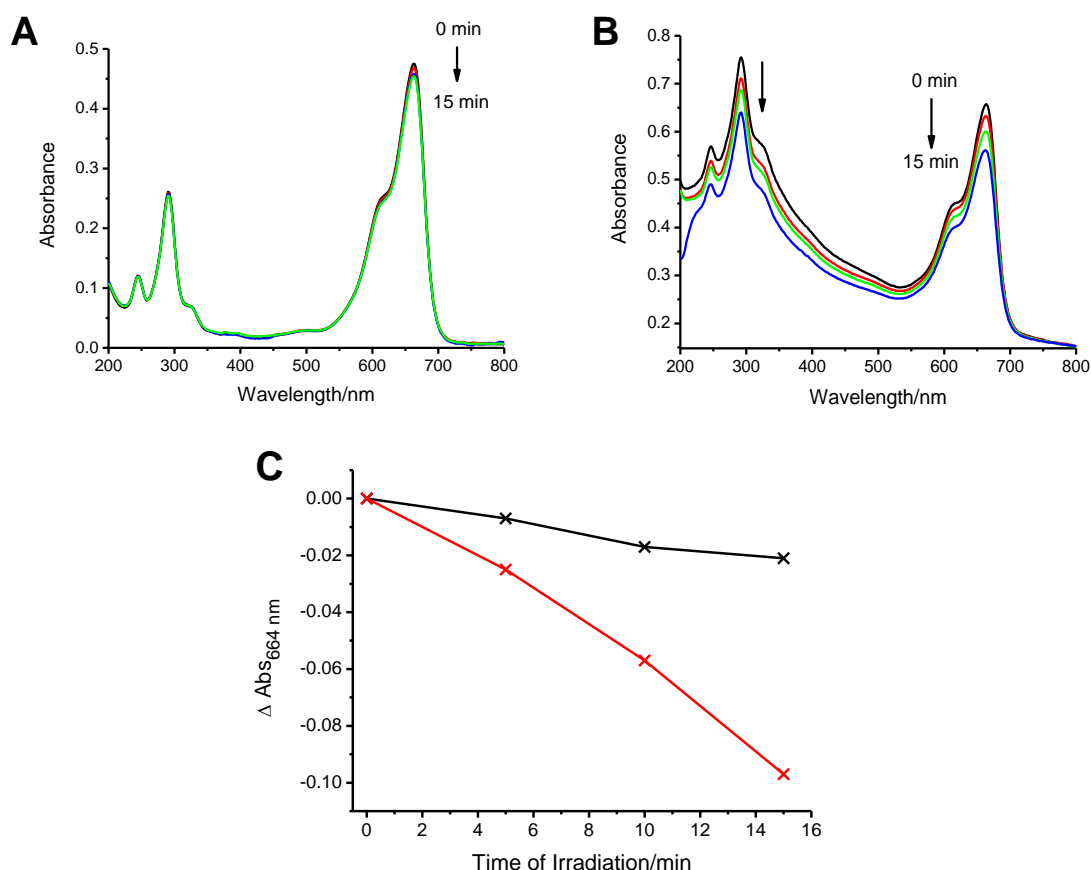 A
0 min
15 min
0.5
0.4
0.3
0.2
0.1
0.0
Absorbance
200 300 400 500 600 700 800
Wavelength/nm
B
0 min
15 min
0.8
0.7
0.6
0.5
0.4
0.3
0.2
Absorbance
200 300 400 500 600 700 800
Wavelength/nm
C
0.00
-0.02
-0.04
-0.06
-0.08
-0.10
Δ Abs664 nm
0 2 4 6 8 10 12 14 16
Time of Irradiation/min